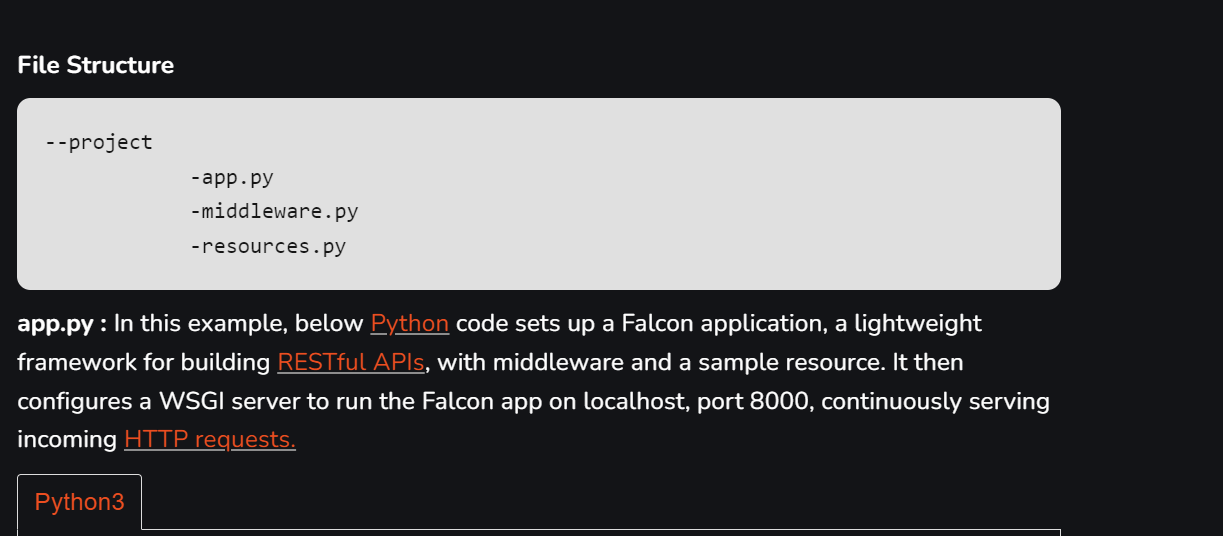 File Structure
--project
-app.py
-middleware.py
-resources.py
app.py : In this example, below Python code sets up a Falcon application, a lightweight
framework for building RESTful APIs, with middleware and a sample resource. It then
configures a WSGI server to run the Falcon app on localhost, port 8000, continuously serving
incoming HTTP requests.
Python3